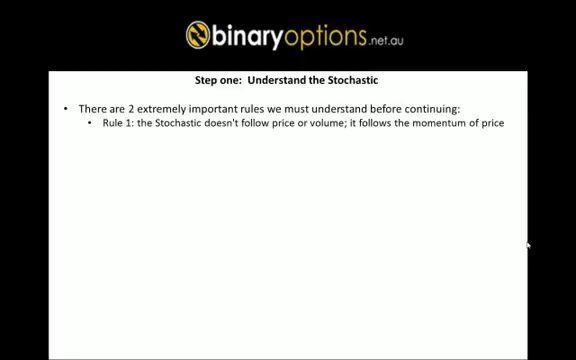 binaryoptions.net.au
Step one: Understand the Stochastic
• There are 2 extremely important rules we must understand before continuing:
• Rule 1: the Stochastic doesn't follow price or volume; it follows the momentum of price